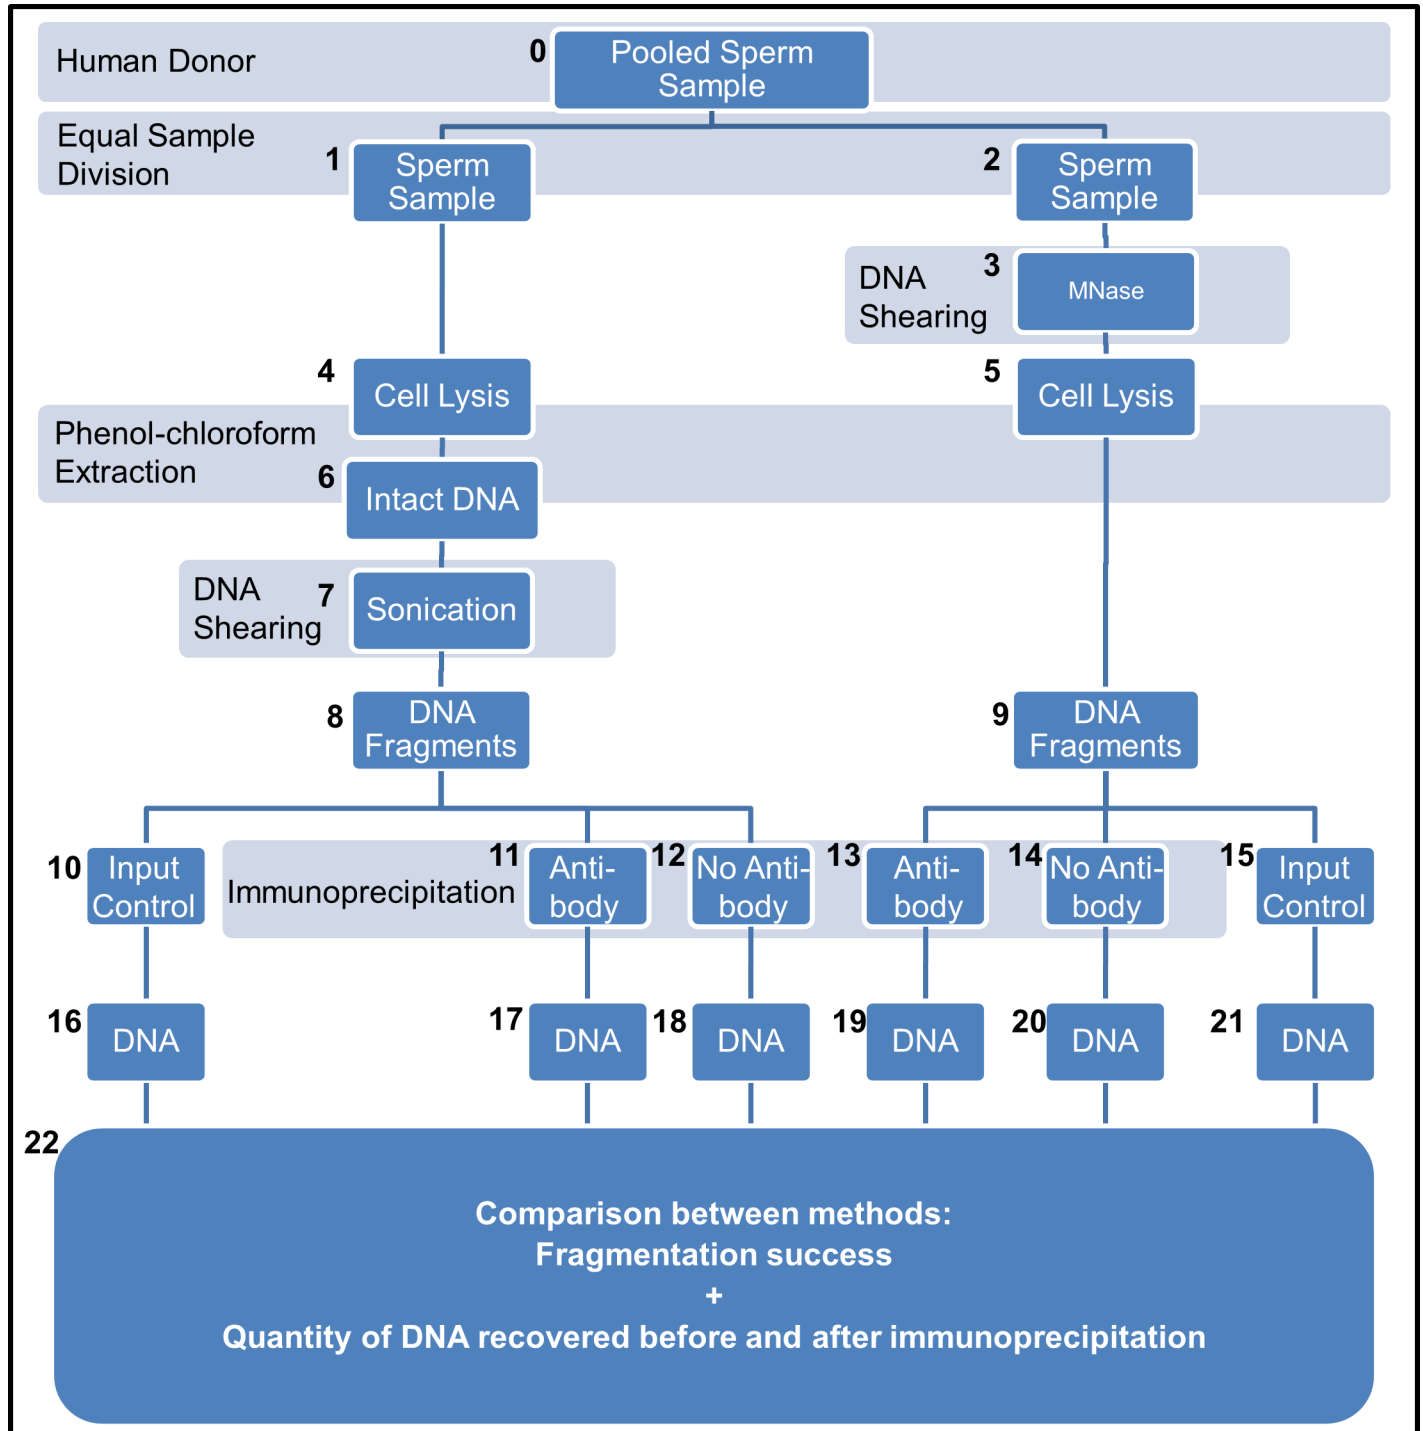 Human Donor
0
Pooled Sperm
Sample
Equal Sample
Division
1
Sperm
Sample
2
Sperm
Sample
DNA
Shearing
3
MNase
4
Cell Lysis
5
Cell Lysis
Phenol-chloroform
Extraction
6
Intact DNA
DNA
Shearing
7
Sonication
8
DNA
Fragments
9
DNA
Fragments
10
Input
Control
Immunoprecipitation
11
Anti-
body
12
No Anti-
body
13
Anti-
body
14
No Anti-
body
15
Input
Control
16
DNA
17
DNA
18
DNA
19
DNA
20
DNA
21
DNA
22
Comparison between methods:
Fragmentation success
+
Quantity of DNA recovered before and after immunoprecipitation